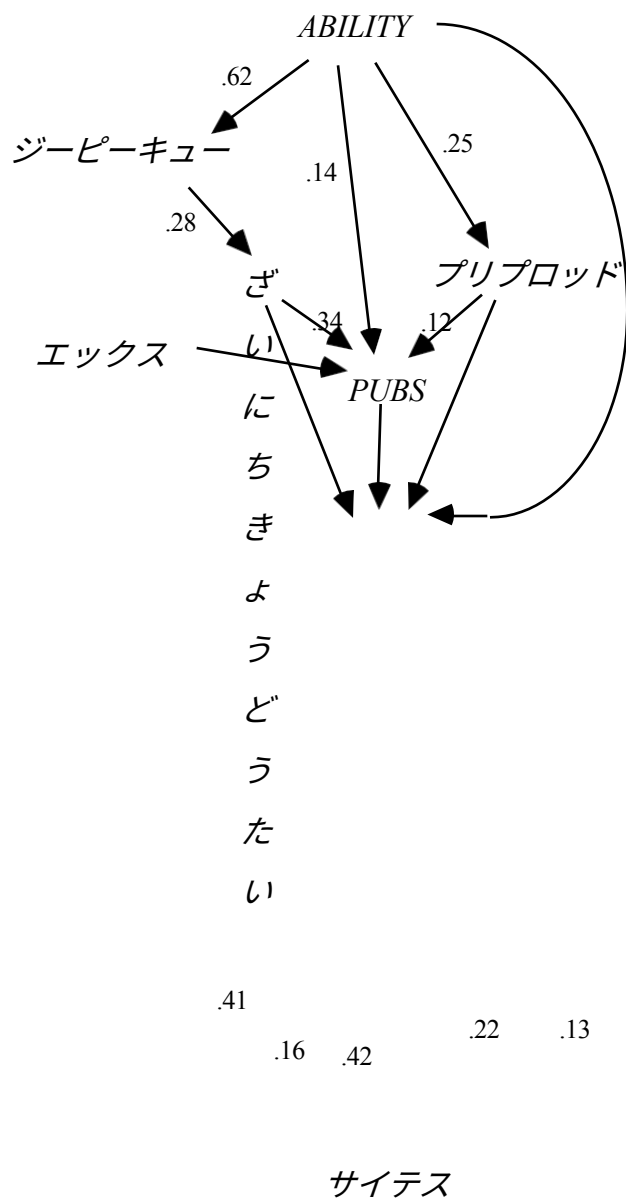 ABILITY
.62
ジーピーキュー
.25
.14
.28
ざいにちきょうどうたい
プリプロッド
.34
.12
エックス
PUBS
.41
.16
.42
.22
.13
サイテス